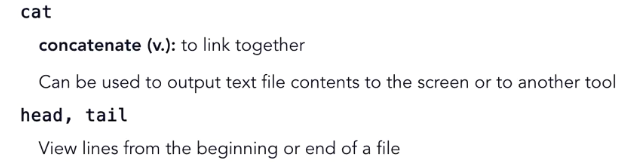 cat
concatenate (v.): to link together
Can be used to output text file contents to the screen or to another tool
head, tail
View lines from the beginning or end of a file